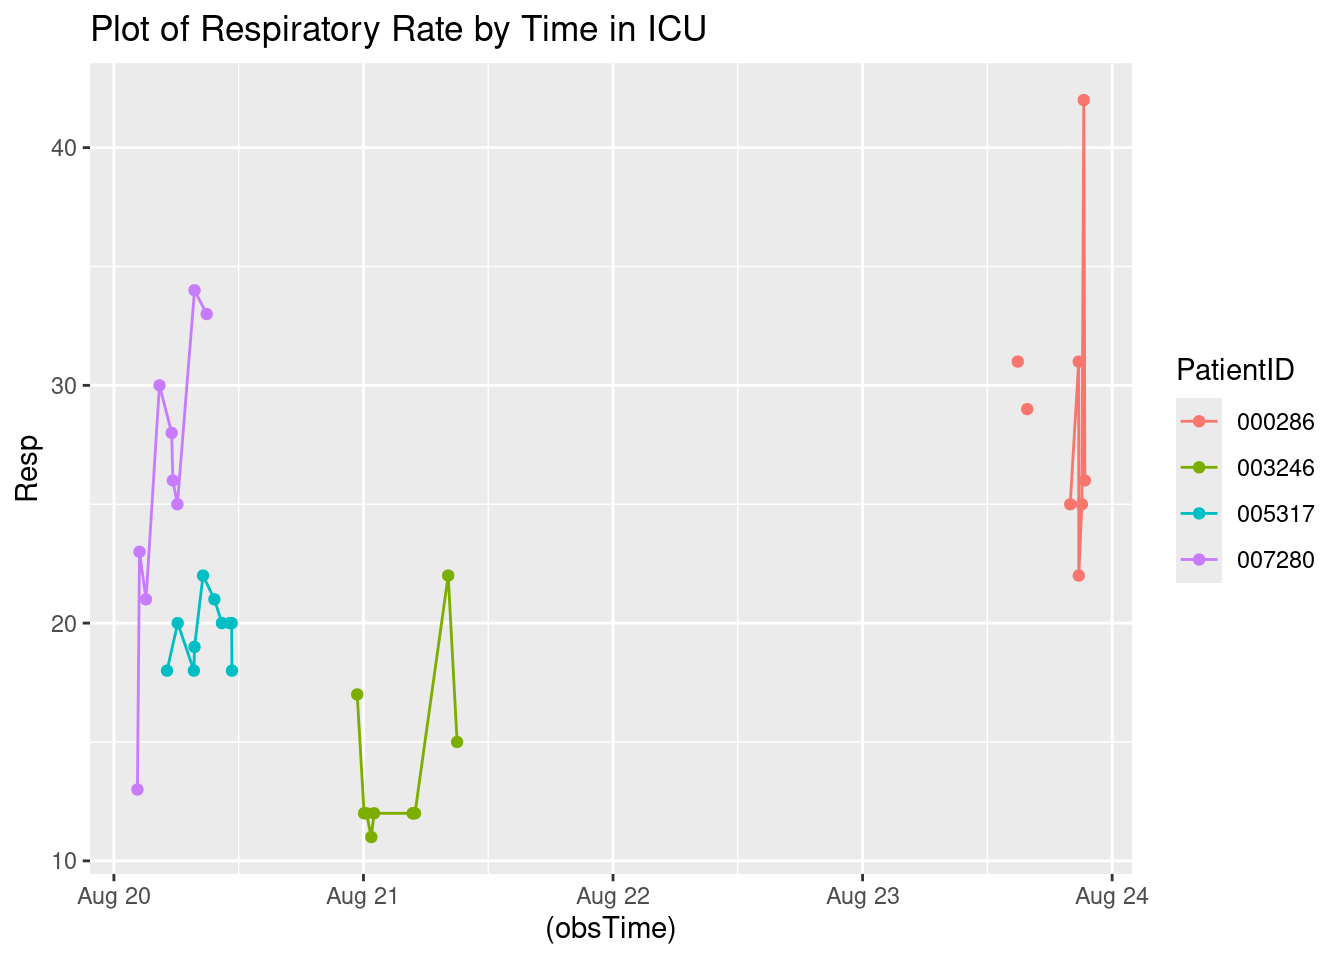 Plot of Respiratory Rate by Time in ICU
40
30
20
10
Resp
Aug 20 Aug 21 Aug 22 Aug 23 Aug 24
(obsTime)
PatientID
000286
003246
005317
007280